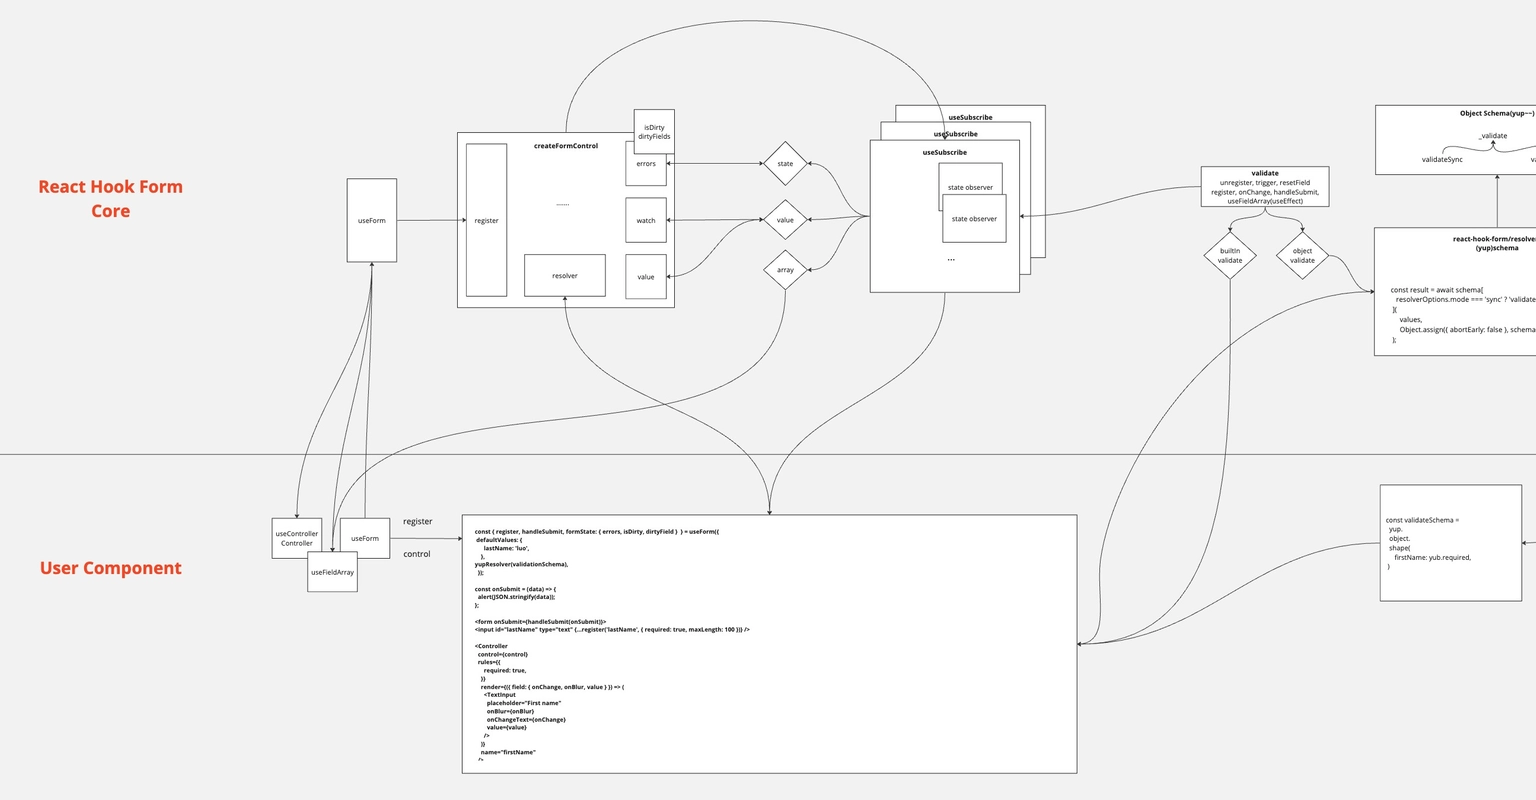 React Hook Form
Core
useForm
createFormControl
register
......
resolver
isDirty
dirtyFields
errors
watch
value
state
value
array
useSubscribe
useSubscribe
useSubscribe
state observer
state observer
...
validate
unregister, trigger, resetField
register, onChange, handleSubmit,
useFieldArray(useEffect)
builtIn
validate
object
validate
Object Schema(yup~~)
_validate
validateSync
va
react-hook-form/resolver
(yup)schema
const result = await schema[
resolverOptions.mode === 'sync' ? 'validate
](
values,
Object.assign({ abortEarly: false }, schema
);
User Component
useController
Controller
useForm
useFieldArray
register
control
const { register, handleSubmit, formState: { errors, isDirty, dirtyField } } = useForm({
defaultValues: {
lastName: 'luo',
},
yupResolver(validationSchema),
});
const onSubmit = (data) => {
alert(JSON.stringify(data));
};
<form onSubmit={handleSubmit(onSubmit)}>
<input id="lastName" type="text" {...register('lastName', { required: true, maxLength: 100 })} />
<Controller
control={control}
rules={{
required: true,
}}
render={({ field: { onChange, onBlur, value } }) => (
<TextInput
placeholder="First name"
onBlur={onBlur}
onChangeText={onChange}
value={value}
/>
)}
name="firstName"
/>
const validateSchema =
yup.
object.
shape(
firstName: yub.required,
)